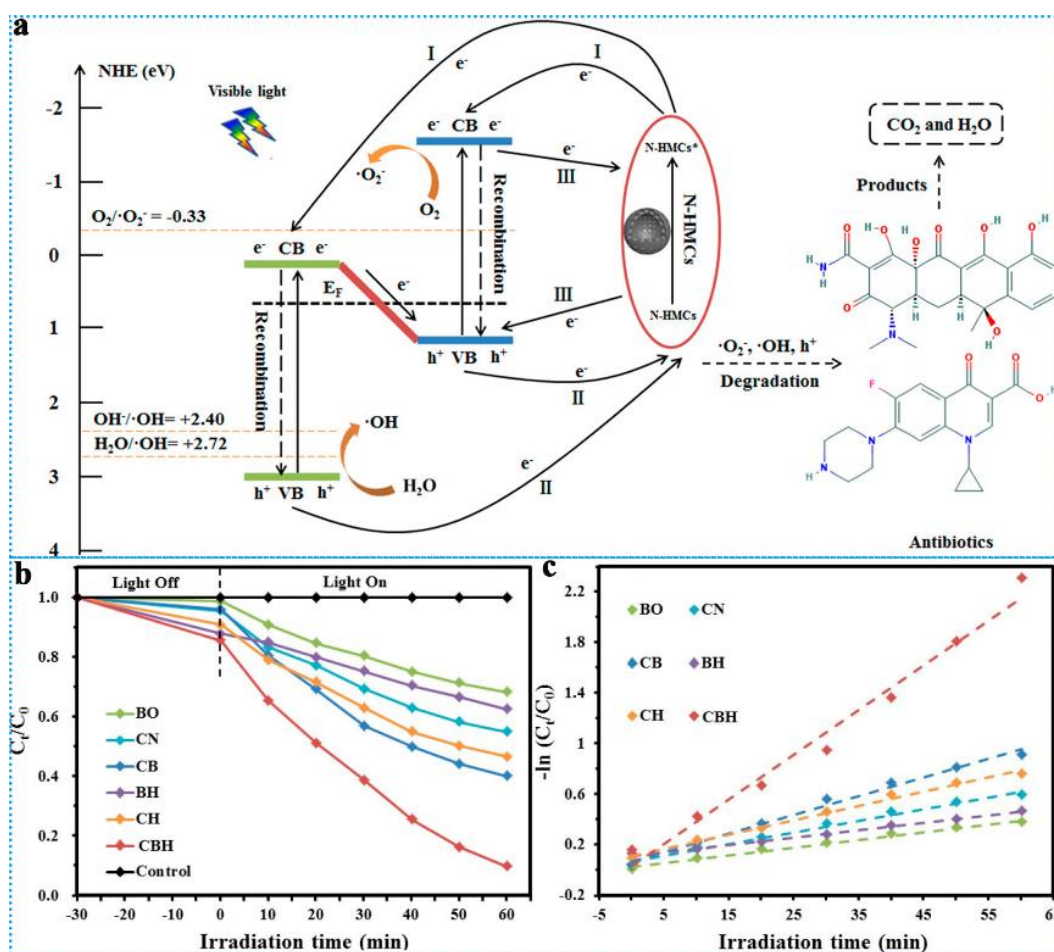 a
NHE (eV)
-2
-1
0
1
2
3
4
Visible light
I
e⁻
I
e⁻
e⁻ CB e⁻
·O₂⁻
O₂
e⁻
III
N-HMCs*
N-HMCs
N-HMCs
Recombination
O₂/·O₂⁻ = -0.33
e⁻ CB e⁻
E_F
e⁻
III
e⁻
h⁺ VB h⁺
e⁻
II
Recombination
OH⁻/·OH= +2.40
H₂O/·OH= +2.72
·OH
H₂O
h⁺ VB h⁺
e⁻
II
CO₂ and H₂O
Products
·O₂⁻, ·OH, h⁺
Degradation
O
O H
H O
O
O H
O H
N H
H
O
H
H
O
H
N
F
O
O
O H
N
N
N
H
Antibiotics
b
Light Off
Light On
Cₜ/C₀
1.0
0.8
0.6
0.4
0.2
0.0
BO
CN
CB
BH
CH
CBH
Control
-30 -20 -10 0 10 20 30 40 50 60
Irradiation time (min)
c
-ln (Cₜ/C₀)
2.2
1.8
1.4
1
0.6
0.2
-0.2
BO CN
CB BH
CH CBH
-5 5 15 25 35 45 55
Irradiation time (min)